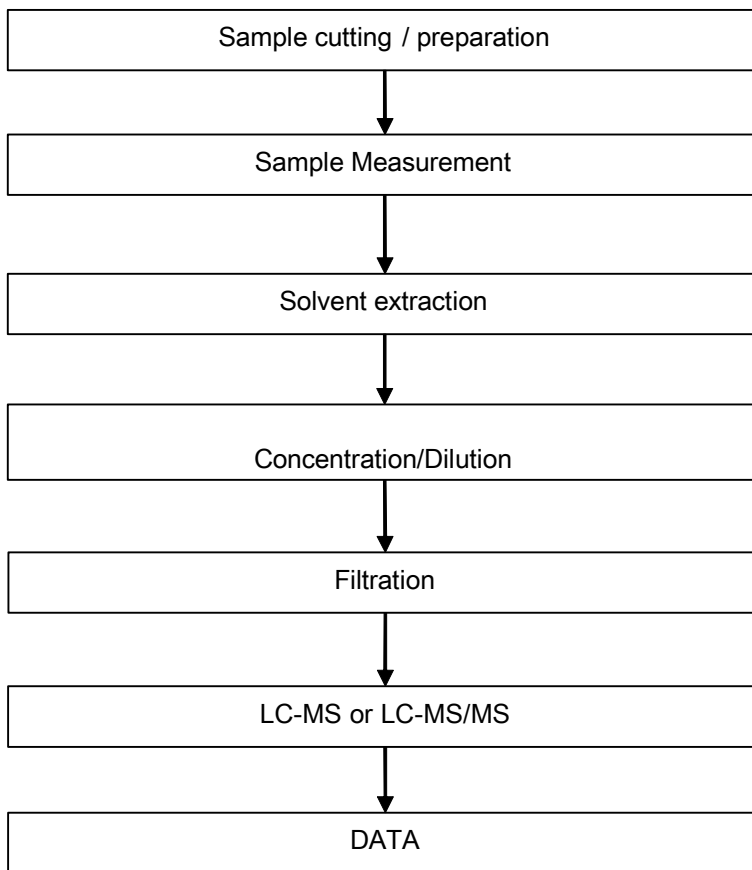 Sample cutting / preparation
Sample Measurement
Solvent extraction
Concentration/Dilution
Filtration
LC-MS or LC-MS/MS
DATA